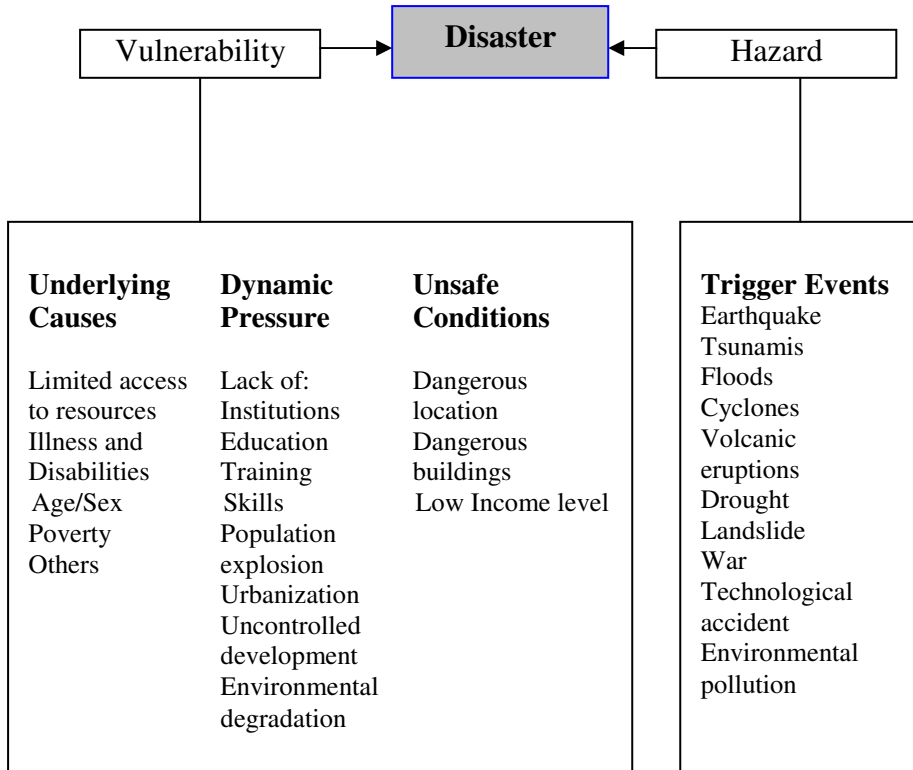 Vulnerability
Disaster
Hazard
Underlying
Causes
Limited access
to resources
Illness and
Disabilities
Age/Sex
Poverty
Others
Dynamic
Pressure
Lack of:
Institutions
Education
Training
Skills
Population
explosion
Urbanization
Uncontrolled
development
Environmental
degradation
Unsafe
Conditions
Dangerous
location
Dangerous
buildings
Low Income level
Trigger Events
Earthquake
Tsunamis
Floods
Cyclones
Volcanic
eruptions
Drought
Landslide
War
Technological
accident
Environmental
pollution